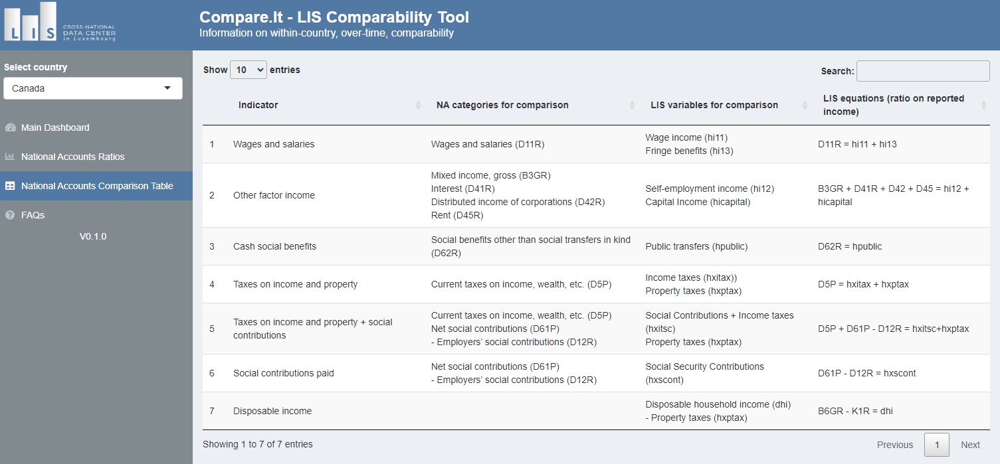 LIS
CROSS-NATIONAL
DATA CENTER
in Luxembourg
Compare.It - LIS Comparability Tool
Information on within-country, over-time, comparability
Select country
Canada
Main Dashboard
National Accounts Ratios
National Accounts Comparison Table
FAQs
V0.1.0
Show 10 entries
Search:
Indicator
NA categories for comparison
LIS variables for comparison
LIS equations (ratio on reported
income)
1
Wages and salaries
Wages and salaries (D11R)
Wage income (hi11)
Fringe benefits (hi13)
D11R = hi11 + hi13
2
Other factor income
Mixed income, gross (B3GR)
Interest (D41R)
Distributed income of corporations (D42R)
Rent (D45R)
Self-employment income (hi12)
Capital Income (hicapital)
B3GR + D41R + D42 + D45 = hi12 +
hicapital
3
Cash social benefits
Social benefits other than social transfers in kind
(D62R)
Public transfers (hpublic)
D62R = hpublic
4
Taxes on income and property
Current taxes on income, wealth, etc. (D5P)
Income taxes (hxitax))
Property taxes (hxptax)
D5P = hxitax + hxptax
5
Taxes on income and property + social
contributions
Current taxes on income, wealth, etc. (D5P)
Net social contributions (D61P)
- Employers’ social contributions (D12R)
Social Contributions + Income taxes
(hxitsc)
Property taxes (hxptax)
D5P + D61P - D12R = hxitsc+hxptax
6
Social contributions paid
Net social contributions (D61P)
- Employers’ social contributions (D12R)
Social Security Contributions
(hxscont)
D61P - D12R = hxscont
7
Disposable income
Disposable household income (dhi)
- Property taxes (hxptax)
B6GR - K1R = dhi
Showing 1 to 7 of 7 entries
Previous 1 Next